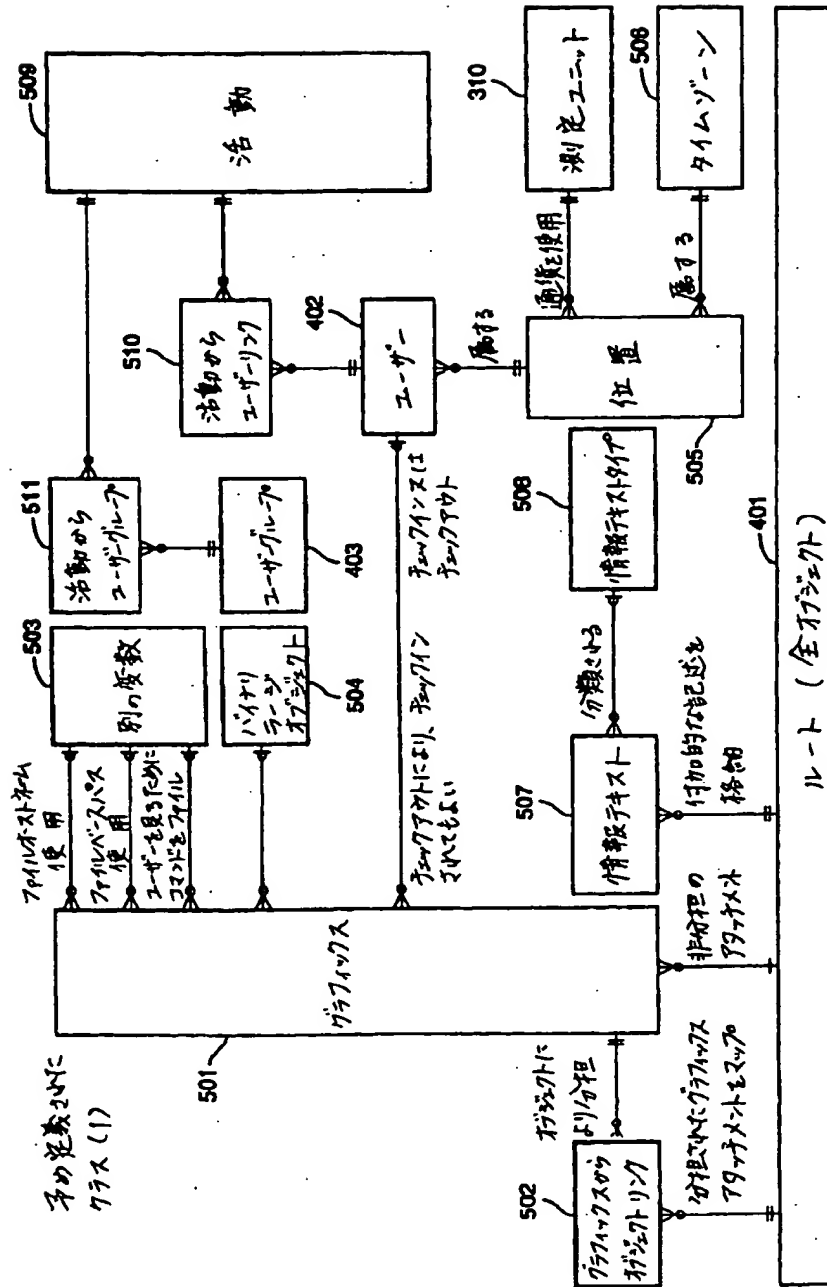 予め定義された
クラス(1)
501
グラフィックス
ファイルホストネーム
使用
ファイルベースパス
使用
ユーザーを見るために
コマンドをファイル
503
別の変数
バイナリ
ラージ
オブジェクト
504
511
活動から
ユーザーグループ
ユーザーグループ
403
509
活動
510
活動から
ユーザーリンク
402
ユーザー
チェックアウトにより、チェックイン
されてもよい
チェックイン又は
チェックアウト
属する
位置
505
通貨を使用
測定ユニット
310
属する
タイムゾーン
506
508
情報テキストタイプ
分類される
507
情報テキスト
付加的な記述を
格納
非分担の
アタッチメント
オブジェクトに
より分担
502
グラフィックスから
オブジェクトリンク
分担されたグラフィックス
アタッチメントをマップ
401
ルート(全オブジェクト)